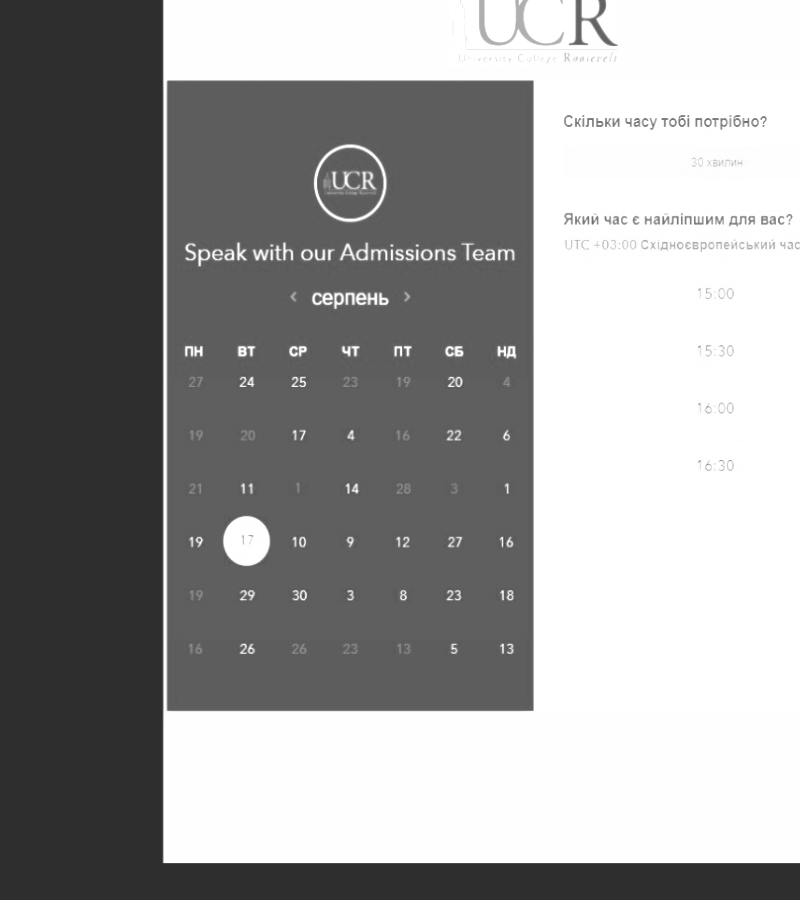 UCR
University College Roosevelt
UCR
Speak with our Admissions Team
‹ серпень ›
ПН ВТ СР ЧТ ПТ СБ НД
27 24 25 23 19 20 4
19 20 17 4 16 22 6
21 11 1 14 28 3 1
19 17 10 9 12 27 16
19 29 30 3 8 23 18
16 26 26 23 13 5 13
Скільки часу тобі потрібно?
30 хвилин
Який час є найліпшим для вас?
UTC +03:00 Східноєвропейський час
15:00
15:30
16:00
16:30